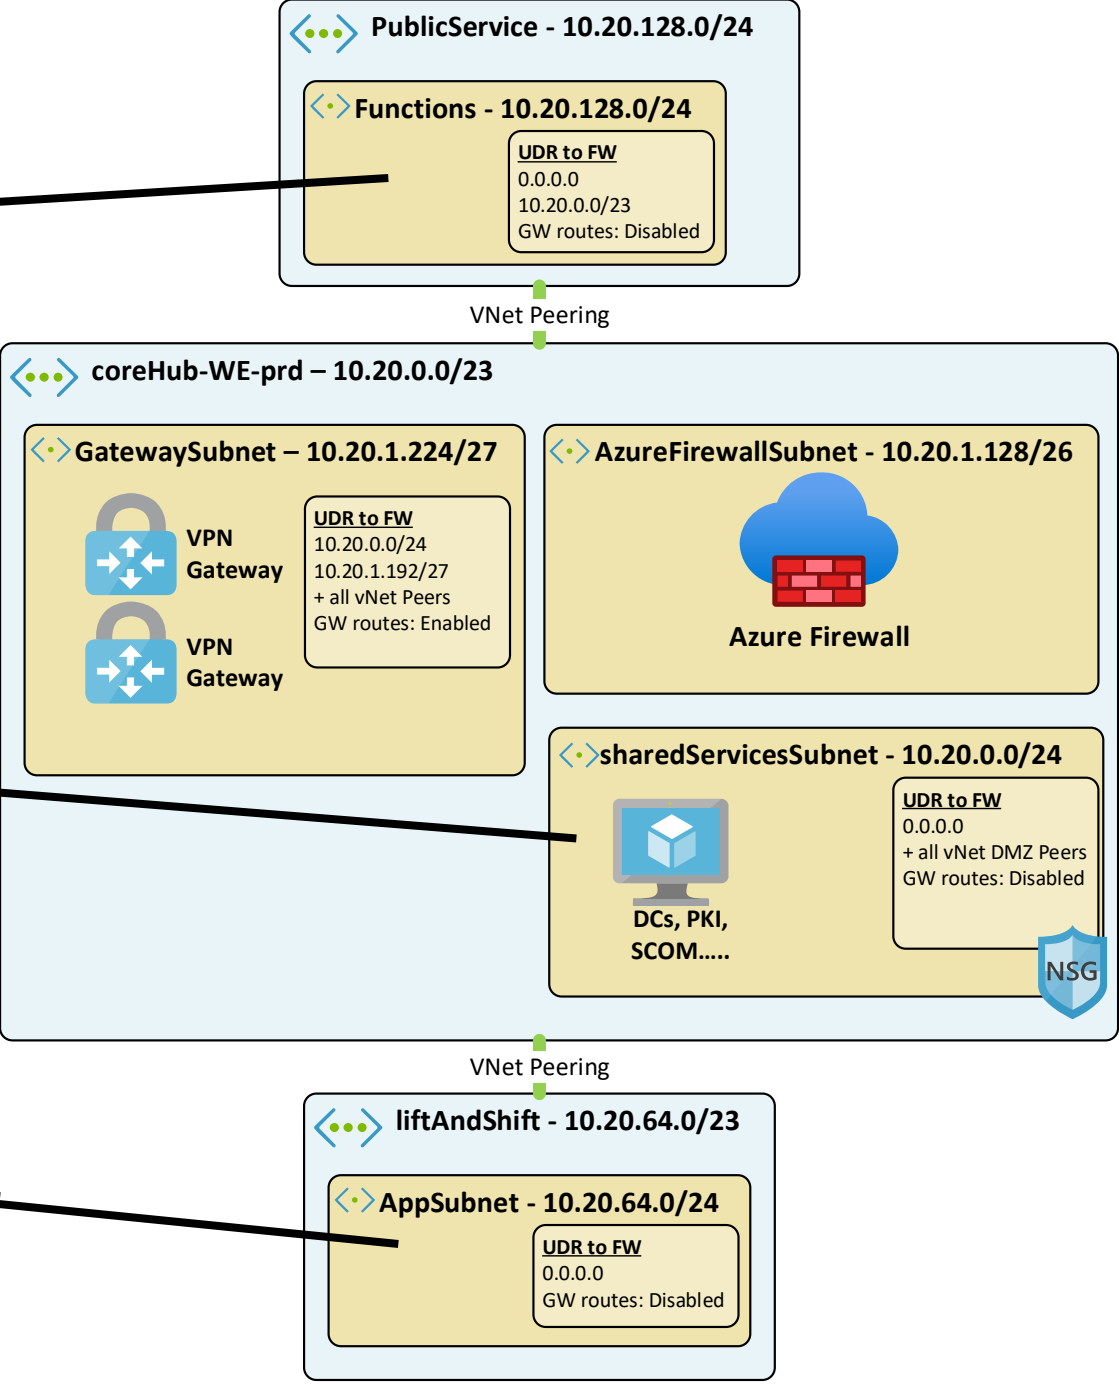 PublicService - 10.20.128.0/24
Functions - 10.20.128.0/24
UDR to FW
0.0.0.0
10.20.0.0/23
GW routes: Disabled
VNet Peering
coreHub-WE-prd – 10.20.0.0/23
GatewaySubnet – 10.20.1.224/27
VPN
Gateway
VPN
Gateway
UDR to FW
10.20.0.0/24
10.20.1.192/27
+ all vNet Peers
GW routes: Enabled
AzureFirewallSubnet - 10.20.1.128/26
Azure Firewall
sharedServicesSubnet - 10.20.0.0/24
DCs, PKI,
SCOM.....
UDR to FW
0.0.0.0
+ all vNet DMZ Peers
GW routes: Disabled
NSG
VNet Peering
liftAndShift - 10.20.64.0/23
AppSubnet - 10.20.64.0/24
UDR to FW
0.0.0.0
GW routes: Disabled